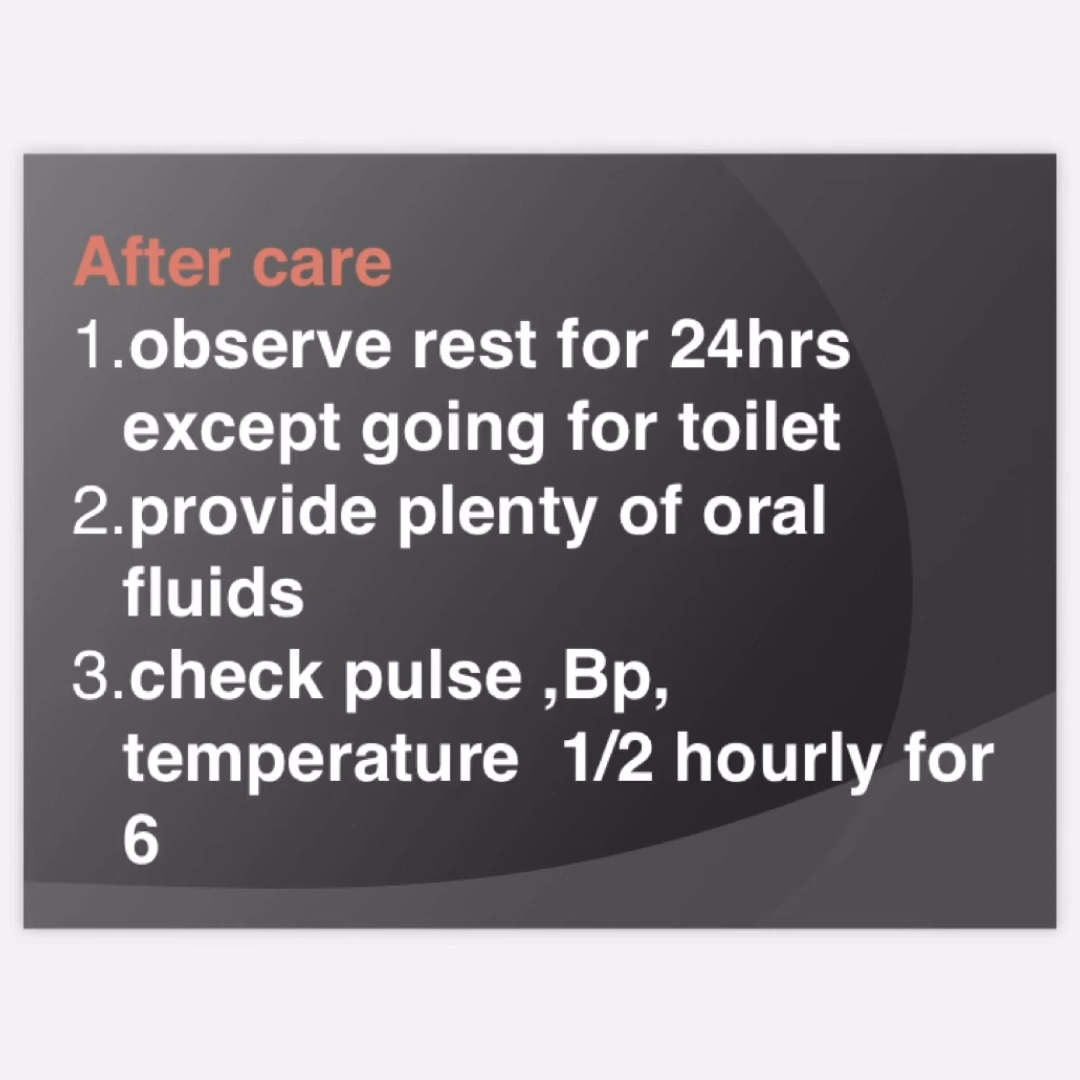 After care
1.observe rest for 24hrs
except going for toilet
2.provide plenty of oral
fluids
3.check pulse ,Bp,
temperature  1/2 hourly for
6